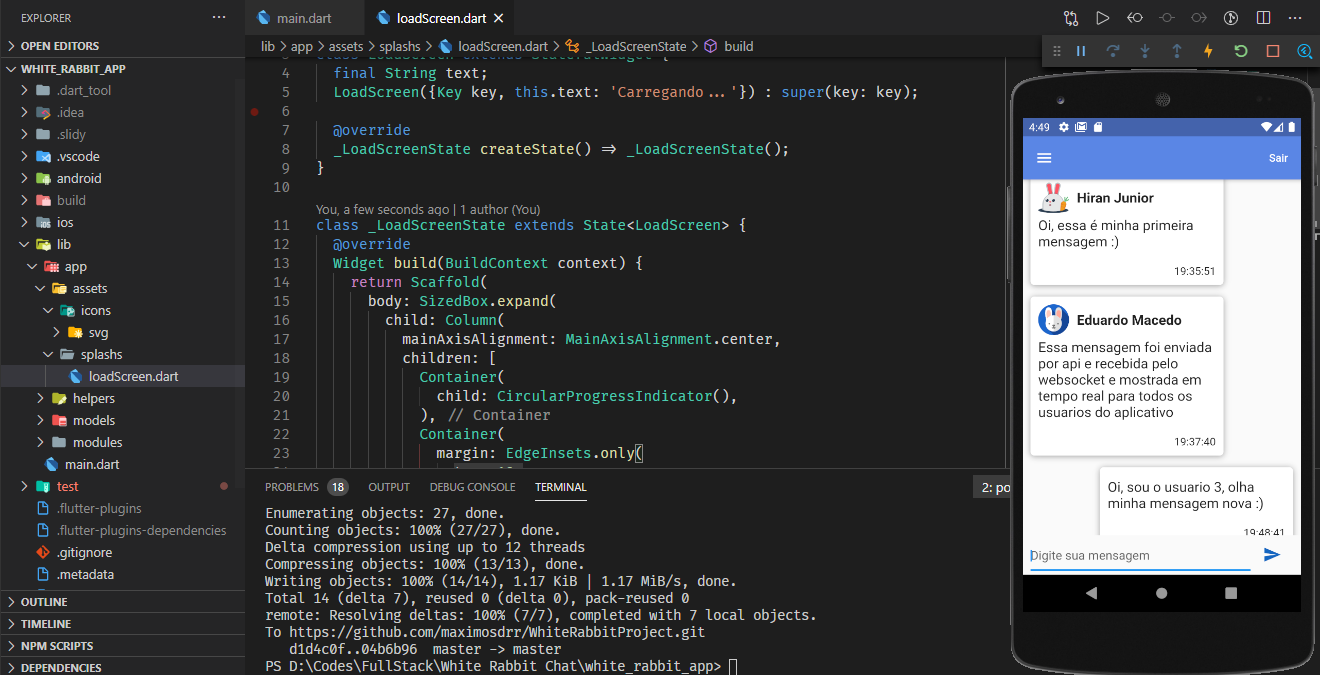 EXPLORER
OPEN EDITORS
WHITE_RABBIT_APP
.dart_tool
.idea
.slidy
.vscode
android
build
ios
lib
app
assets
icons
svg
splashs
loadScreen.dart
helpers
models
modules
main.dart
test
.flutter-plugins
.flutter-plugins-dependencies
.gitignore
.metadata
OUTLINE
TIMELINE
NPM SCRIPTS
DEPENDENCIES
main.dart
loadScreen.dart
lib > app > assets > splashs > loadScreen.dart > _LoadScreenState > build
4 final String text;
5 LoadScreen({Key key, this.text: 'Carregando...'}) : super(key: key);
6
7 @override
8 _LoadScreenState createState() => _LoadScreenState();
9 }
10
You, a few seconds ago | 1 author (You)
11 class _LoadScreenState extends State<LoadScreen> {
12 @override
13 Widget build(BuildContext context) {
14 return Scaffold(
15 body: SizedBox.expand(
16 child: Column(
17 mainAxisAlignment: MainAxisAlignment.center,
18 children: [
19 Container(
20 child: CircularProgressIndicator(),
21 ), // Container
22 Container(
23 margin: EdgeInsets.only(
PROBLEMS 18 OUTPUT DEBUG CONSOLE TERMINAL
2: po
Enumerating objects: 27, done.
Counting objects: 100% (27/27), done.
Delta compression using up to 12 threads
Compressing objects: 100% (13/13), done.
Writing objects: 100% (14/14), 1.17 KiB | 1.17 MiB/s, done.
Total 14 (delta 7), reused 0 (delta 0), pack-reused 0
remote: Resolving deltas: 100% (7/7), completed with 7 local objects.
To https://github.com/maximosdrr/WhiteRabbitProject.git
d1d4c0f..04b6b96 master -> master
PS D:\Codes\FullStack\White Rabbit Chat\white_rabbit_app>
4:49
Sair
Hiran Junior
Oi, essa é minha primeira
mensagem :)
19:35:51
Eduardo Macedo
Essa mensagem foi enviada
por api e recebida pelo
websocket e mostrada em
tempo real para todos os
usuarios do aplicativo
19:37:40
Oi, sou o usuario 3, olha
minha mensagem nova :)
19:48:41
Digite sua mensagem